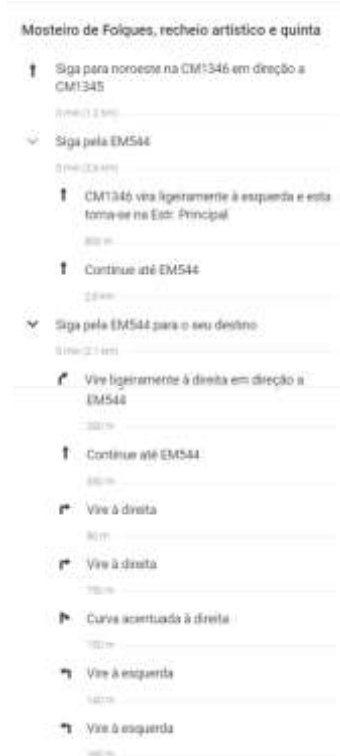 Mosteiro de Folques, recheio artístico e quinta
Siga para noroeste na CM1346 em direção a
CM1345
Siga pela EM544
CM1346 vira ligeiramente à esquerda e esta
torna-se na Estr. Principal
800 m
Continue até EM544
Siga pela EM544 para o seu destino
Vire ligeiramente à direita em direção a
EM544
Continue até EM544
Vire à direita
Vire à direita
Curva acentuada à direita
Vire à esquerda
Vire à esquerda